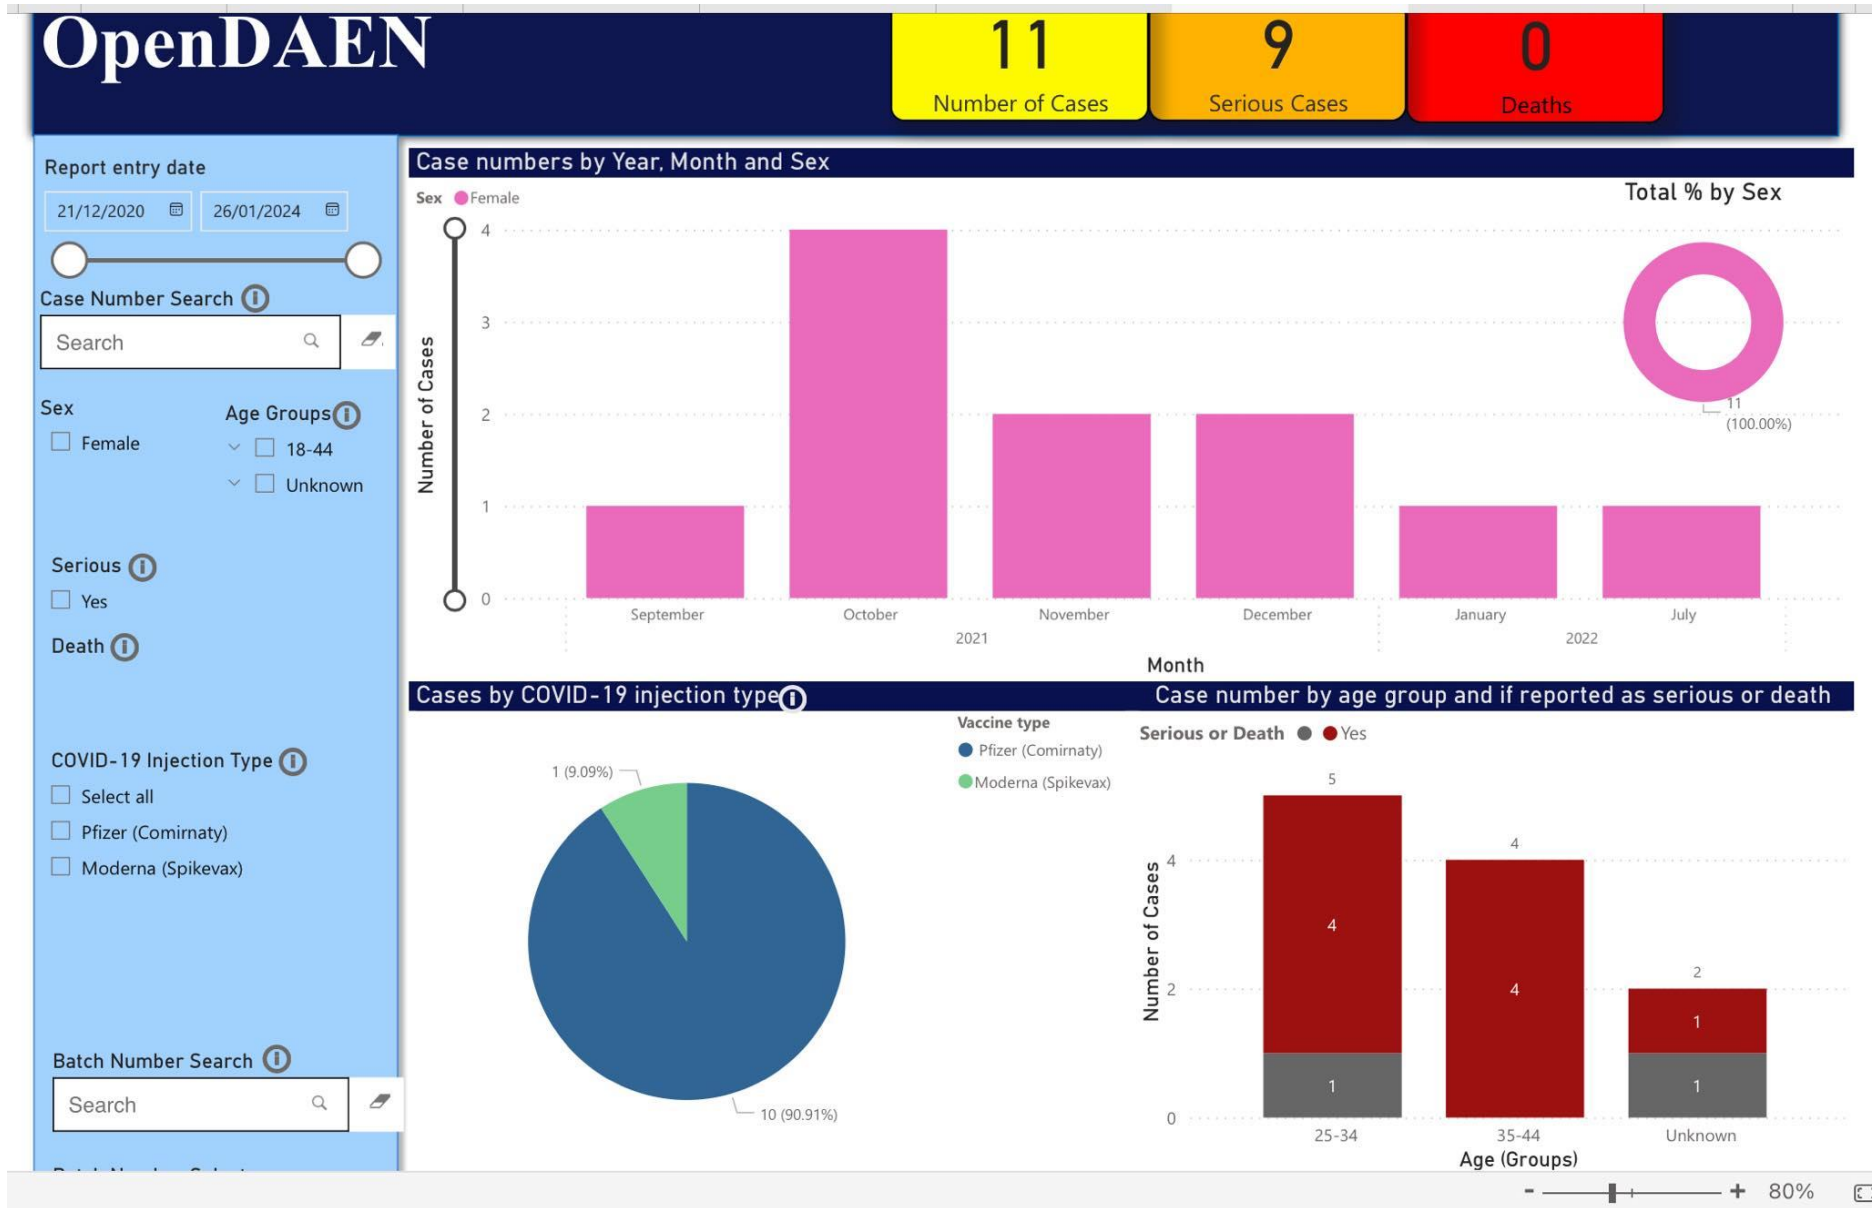 OpenDAEN
11
Number of Cases
9
Serious Cases
0
Deaths
Report entry date
21/12/2020
26/01/2024
Case Number Search
Search
Sex
Female
Age Groups
18-44
Unknown
Serious
Yes
Death
COVID-19 Injection Type
Select all
Pfizer (Comirnaty)
Moderna (Spikevax)
Batch Number Search
Search
Case numbers by Year, Month and Sex
Sex Female
Total % by Sex
11
(100.00%)
Number of Cases
4
3
2
1
0
September October November December January July
2021 2022
Month
Cases by COVID-19 injection type
Vaccine type
Pfizer (Comirnaty)
Moderna (Spikevax)
1 (9.09%)
10 (90.91%)
Case number by age group and if reported as serious or death
Serious or Death Yes
Number of Cases
4
2
0
5
4
1
4
4
2
1
1
25-34 35-44 Unknown
Age (Groups)
- + 80%